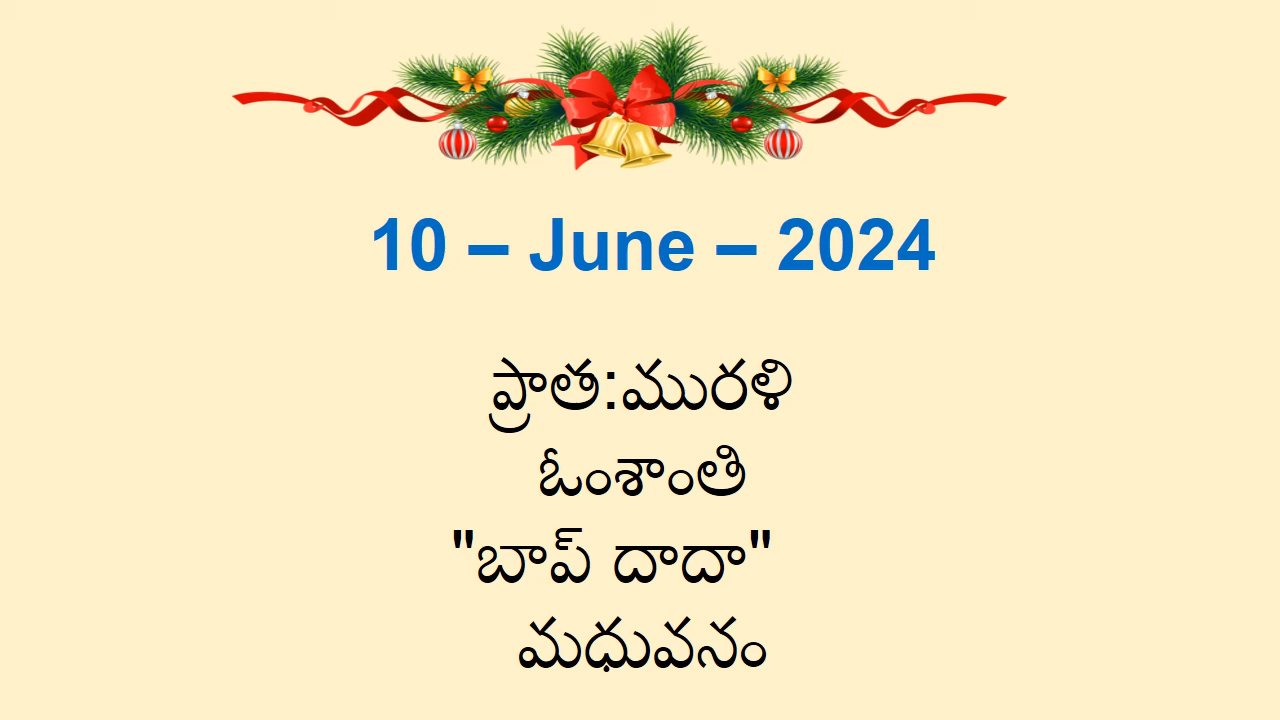 10 – June – 2024
ప్రాత:మురళి
ఓంశాంతి
"బాప్ దాదా"
మధువనం